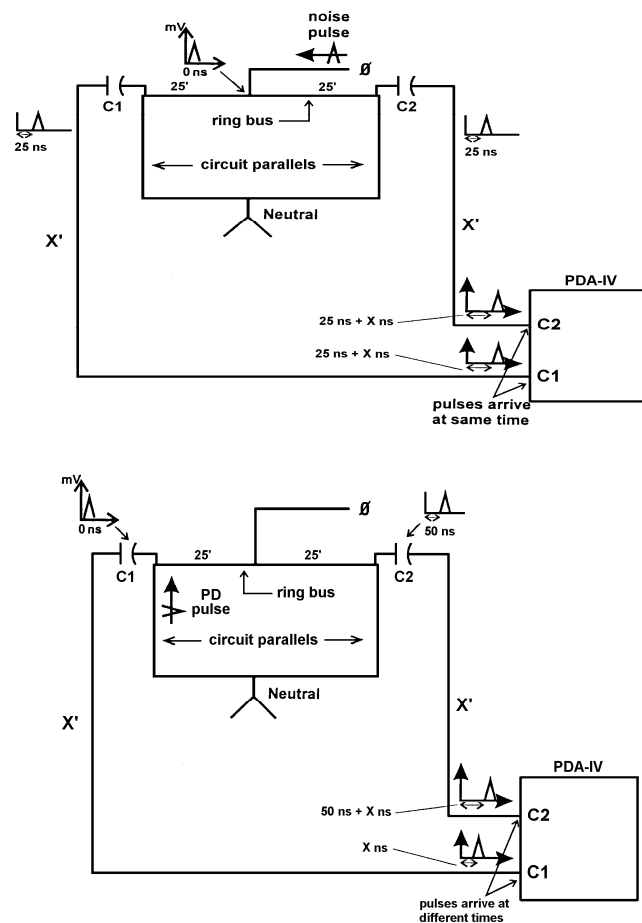 noise
pulse
mV
0 ns
Ø
25'
25'
C1
C2
ring bus
25 ns
25 ns
circuit parallels
Neutral
X'
X'
PDA-IV
25 ns + X ns
C2
25 ns + X ns
C1
pulses arrive
at same time
mV
0 ns
Ø
50 ns
25'
25'
C1
C2
PD
pulse
ring bus
circuit parallels
Neutral
X'
X'
PDA-IV
50 ns + X ns
C2
X ns
C1
pulses arrive at
different times